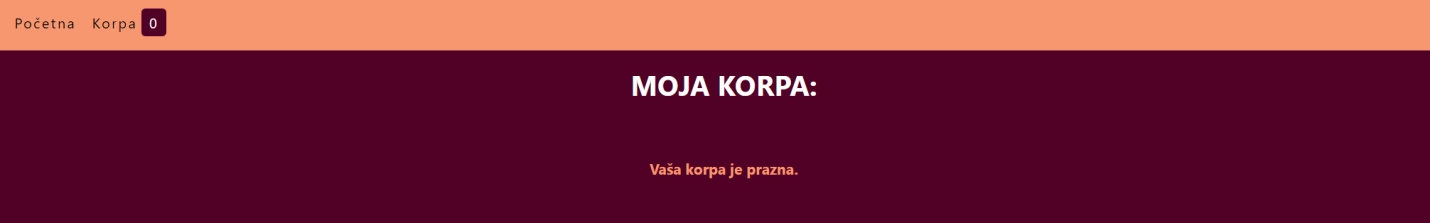 Početna Korpa 0
MOJA KORPA:
Vaša korpa je prazna.